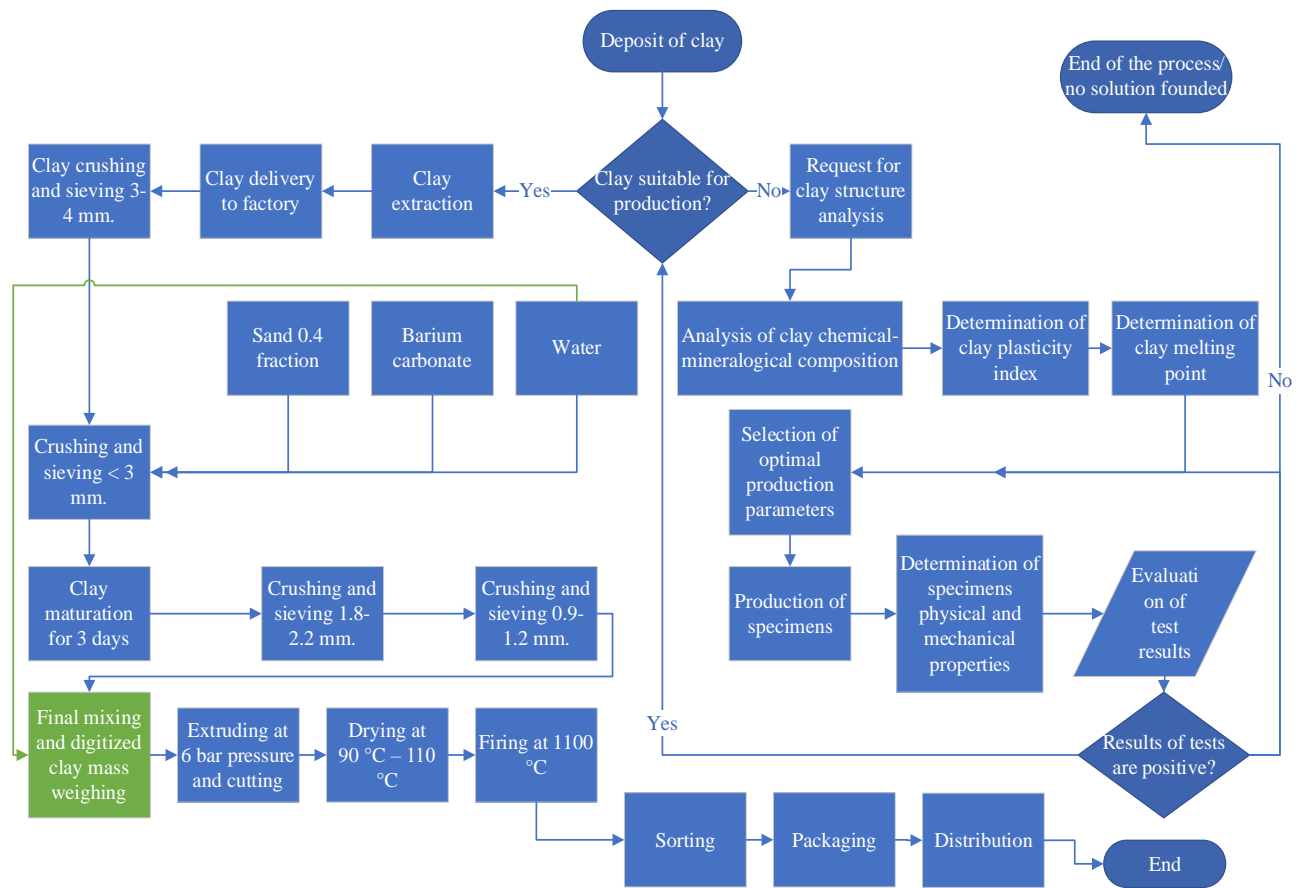 Deposit of clay
End of the process/
no solution founded
Clay crushing
and sieving 3-
4 mm.
Clay delivery
to factory
Clay
extraction
Yes
Clay suitable for
production?
No
Request for
clay structure
analysis
Sand 0.4
fraction
Barium
carbonate
Water
Analysis of clay chemical-
mineralogical composition
Determination of
clay plasticity
index
Determination of
clay melting
point
No
Crushing and
sieving < 3
mm.
Selection of
optimal
production
parameters
Clay
maturation
for 3 days
Crushing and
sieving 1.8-
2.2 mm.
Crushing and
sieving 0.9-
1.2 mm.
Production of
specimens
Determination of
specimens
physical and
mechanical
properties
Evaluati
on of
test
results
Final mixing
and digitized
clay mass
weighing
Extruding at
6 bar pressure
and cutting
Drying at
90 °C – 110
°C
Firing at 1100
°C
Yes
Results of tests
are positive?
Sorting
Packaging
Distribution
End